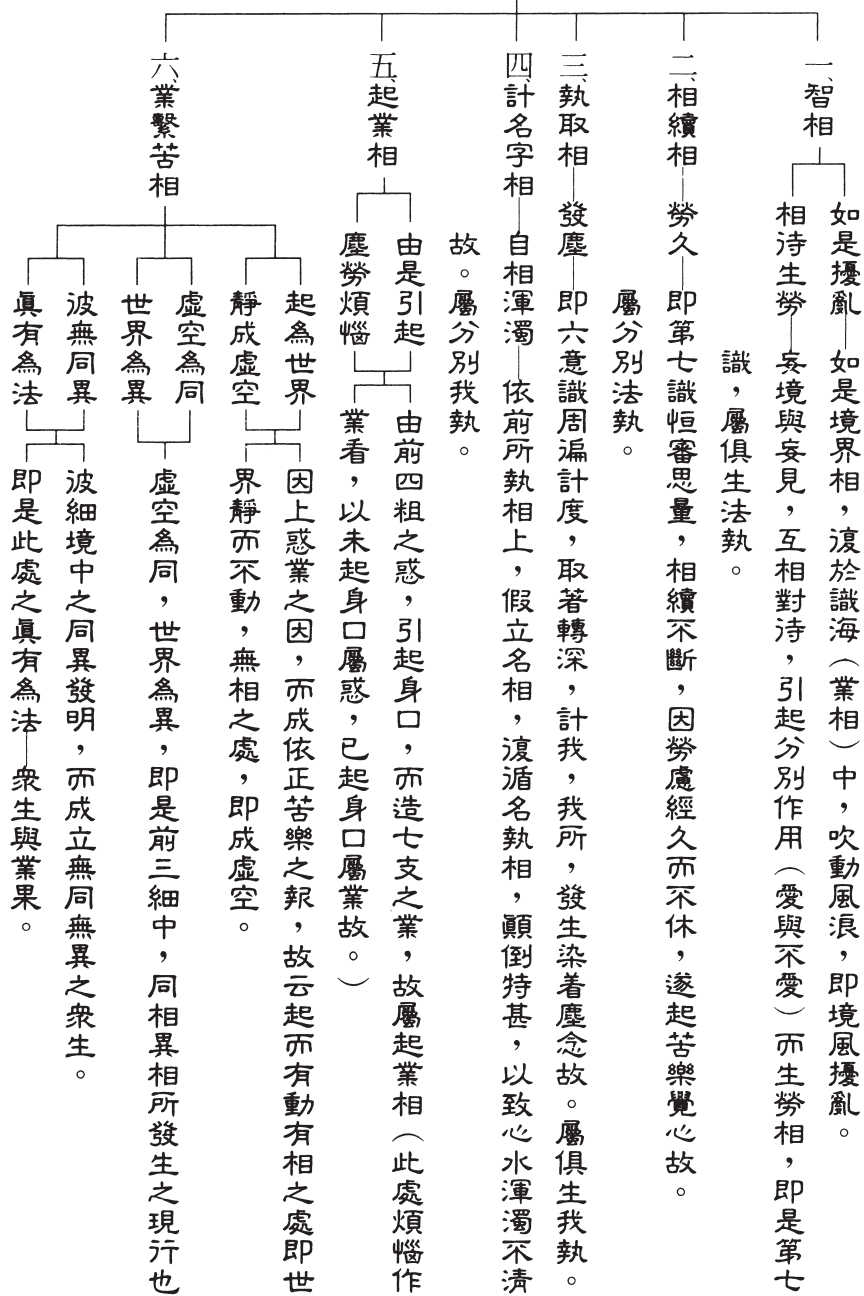 一、智相
如是擾亂—如是境界相，復於識海（業相）中，吹動風浪，即境風擾亂。
相待生勞—妄境與妄見，互相對待，引起分別作用（愛與不愛）而生勞相，即是第七
識，屬俱生法執。
二、相續相—勞久—即第七識恒審思量，相續不斷，因勞慮經久而不休，遂起苦樂覺心故。
屬分別法執。
三、執取相—發塵—即六意識周遍計度，取著轉深，計我，我所，發生染着塵念故。屬俱生我執。
四、計名字相—自相渾濁—依前所執相上，假立名相，復循名執相，顚倒特甚，以致心水渾濁不清
故。屬分別我執。
五、起業相
由是引起
塵勞煩惱
由前四粗之惑，引起身口，而造七支之業，故屬起業相（此處煩惱作
業看，以未起身口屬惑，已起身口屬業故。）
六、業繫苦相
起為世界
靜成虛空
因上惑業之因，而成依正苦樂之報，故云起而有動有相之處即世
界靜而不動，無相之處，即成虛空。
虛空為同
世界為異
虛空為同，世界為異，即是前三細中，同相異相所發生之現行也
彼無同異
眞有為法
彼細境中之同異發明，而成立無同無異之衆生。
即是此處之眞有為法—衆生與業果。